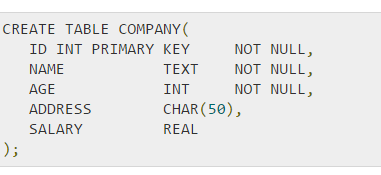 CREATE TABLE COMPANY(
   ID INT PRIMARY KEY     NOT NULL,
   NAME           TEXT    NOT NULL,
   AGE            INT     NOT NULL,
   ADDRESS        CHAR(50),
   SALARY         REAL
);